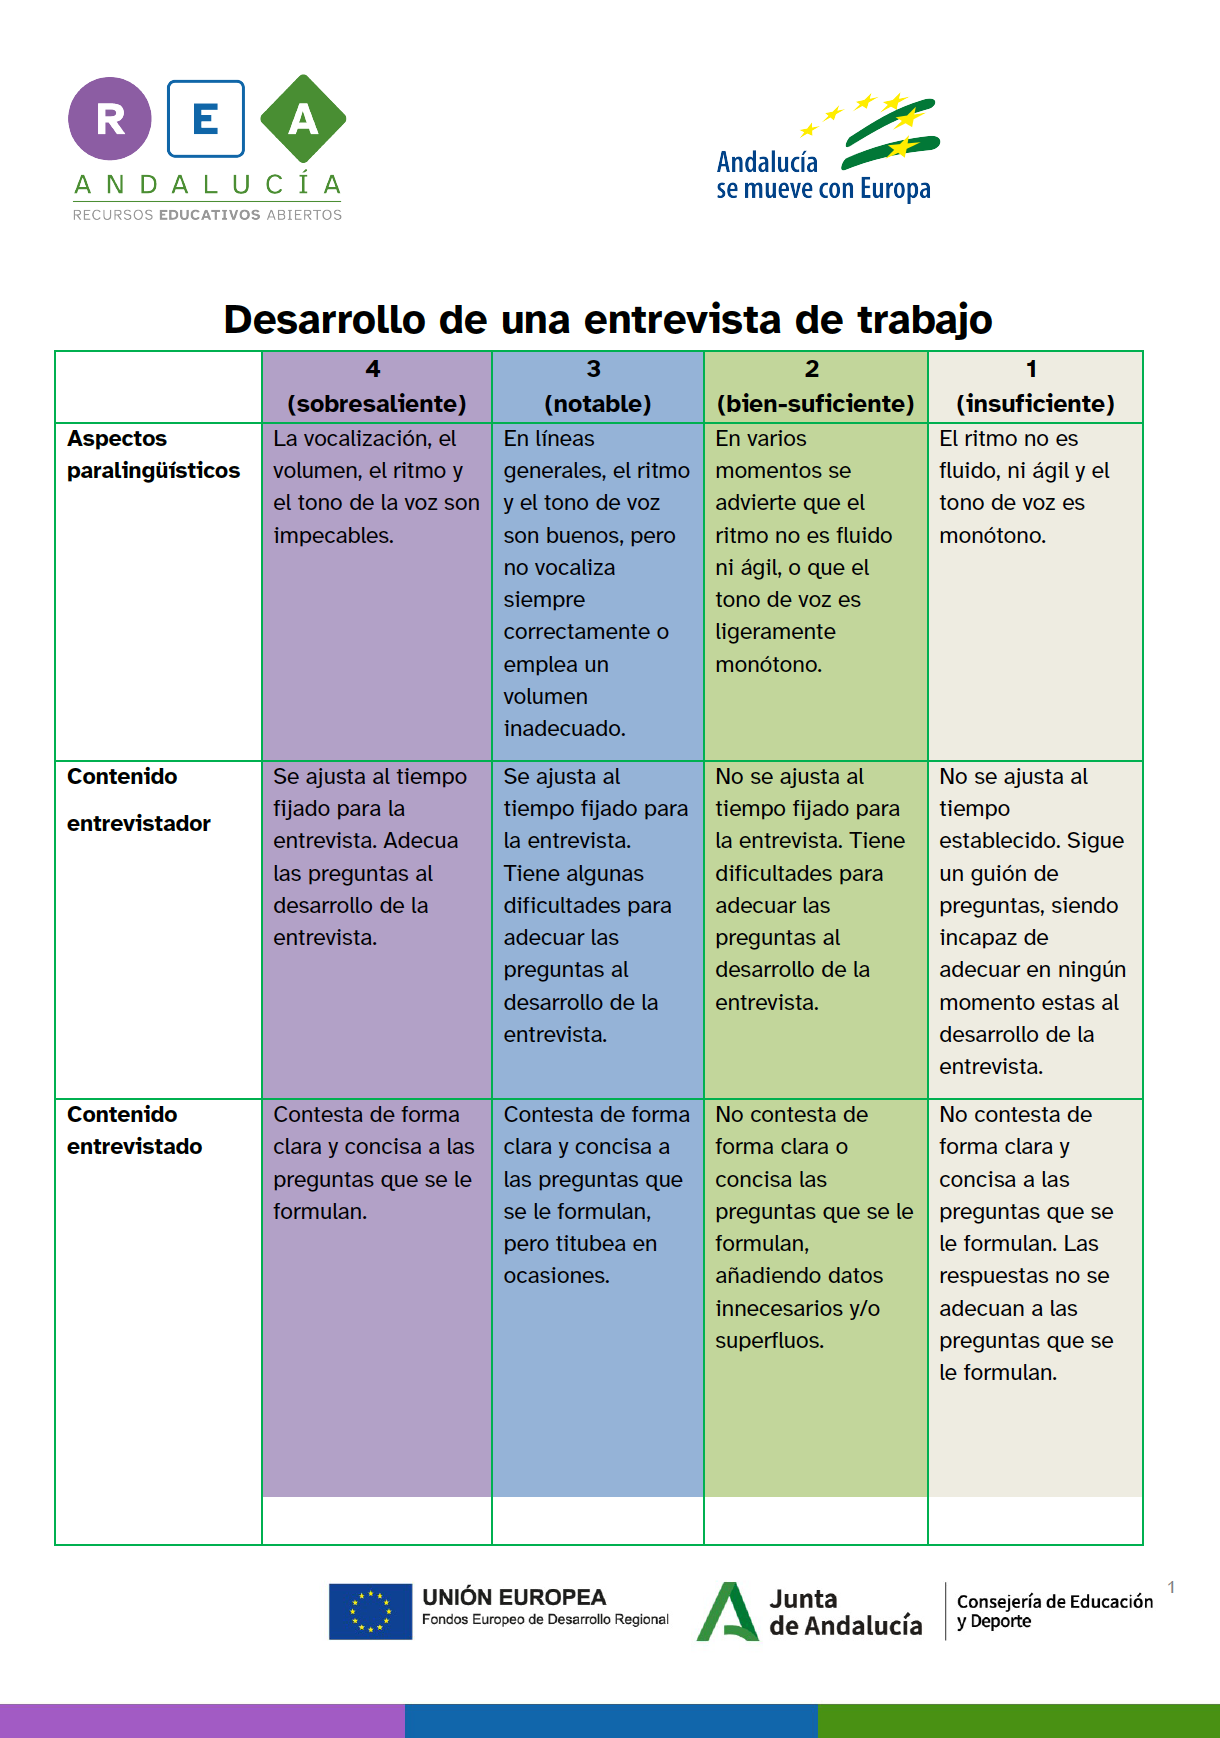 R E A
ANDALUCÍA
RECURSOS EDUCATIVOS ABIERTOS
Andalucía
se mueve con Europa
Desarrollo de una entrevista de trabajo
4
(sobresaliente)
3
(notable)
2
(bien-suficiente)
1
(insuficiente)
Aspectos
paralingüísticos
La vocalización, el
volumen, el ritmo y
el tono de la voz son
impecables.
En líneas
generales, el ritmo
y el tono de voz
son buenos, pero
no vocaliza
siempre
correctamente o
emplea un
volumen
inadecuado.
En varios
momentos se
advierte que el
ritmo no es fluido
ni ágil, o que el
tono de voz es
ligeramente
monótono.
El ritmo no es
fluido, ni ágil y el
tono de voz es
monótono.
Contenido
entrevistador
Se ajusta al tiempo
fijado para la
entrevista. Adecua
las preguntas al
desarrollo de la
entrevista.
Se ajusta al
tiempo fijado para
la entrevista.
Tiene algunas
dificultades para
adecuar las
preguntas al
desarrollo de la
entrevista.
No se ajusta al
tiempo fijado para
la entrevista. Tiene
dificultades para
adecuar las
preguntas al
desarrollo de la
entrevista.
No se ajusta al
tiempo
establecido. Sigue
un guión de
preguntas, siendo
incapaz de
adecuar en ningún
momento estas al
desarrollo de la
entrevista.
Contenido
entrevistado
Contesta de forma
clara y concisa a las
preguntas que se le
formulan.
Contesta de forma
clara y concisa a
las preguntas que
se le formulan,
pero titubea en
ocasiones.
No contesta de
forma clara o
concisa las
preguntas que se le
formulan,
añadiendo datos
innecesarios y/o
superfluos.
No contesta de
forma clara y
concisa a las
preguntas que se
le formulan. Las
respuestas no se
adecuan a las
preguntas que se
le formulan.
UNIÓN EUROPEA
Fondos Europeo de Desarrollo Regional
Junta
de Andalucía
Consejería de Educación
y Deporte
1